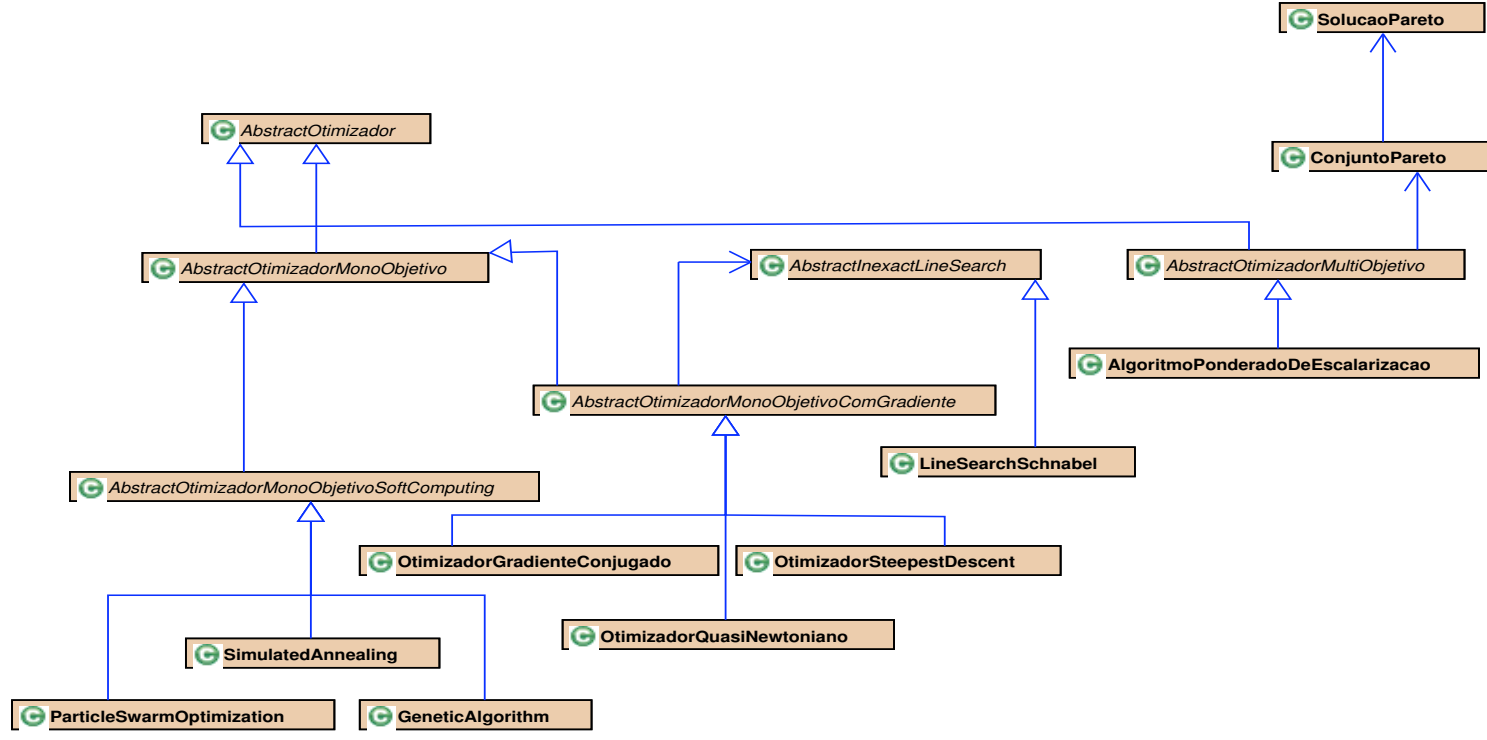 SolucaoPareto
AbstractOtimizador
ConjuntoPareto
AbstractOtimizadorMonoObjetivo
AbstractInexactLineSearch
AbstractOtimizadorMultiObjetivo
AlgoritmoPonderadoDeEscalarizacao
AbstractOtimizadorMonoObjetivoComGradiente
LineSearchSchnabel
AbstractOtimizadorMonoObjetivoSoftComputing
OtimizadorGradienteConjugado
OtimizadorSteepestDescent
OtimizadorQuasiNewtoniano
SimulatedAnnealing
ParticleSwarmOptimization
GeneticAlgorithm